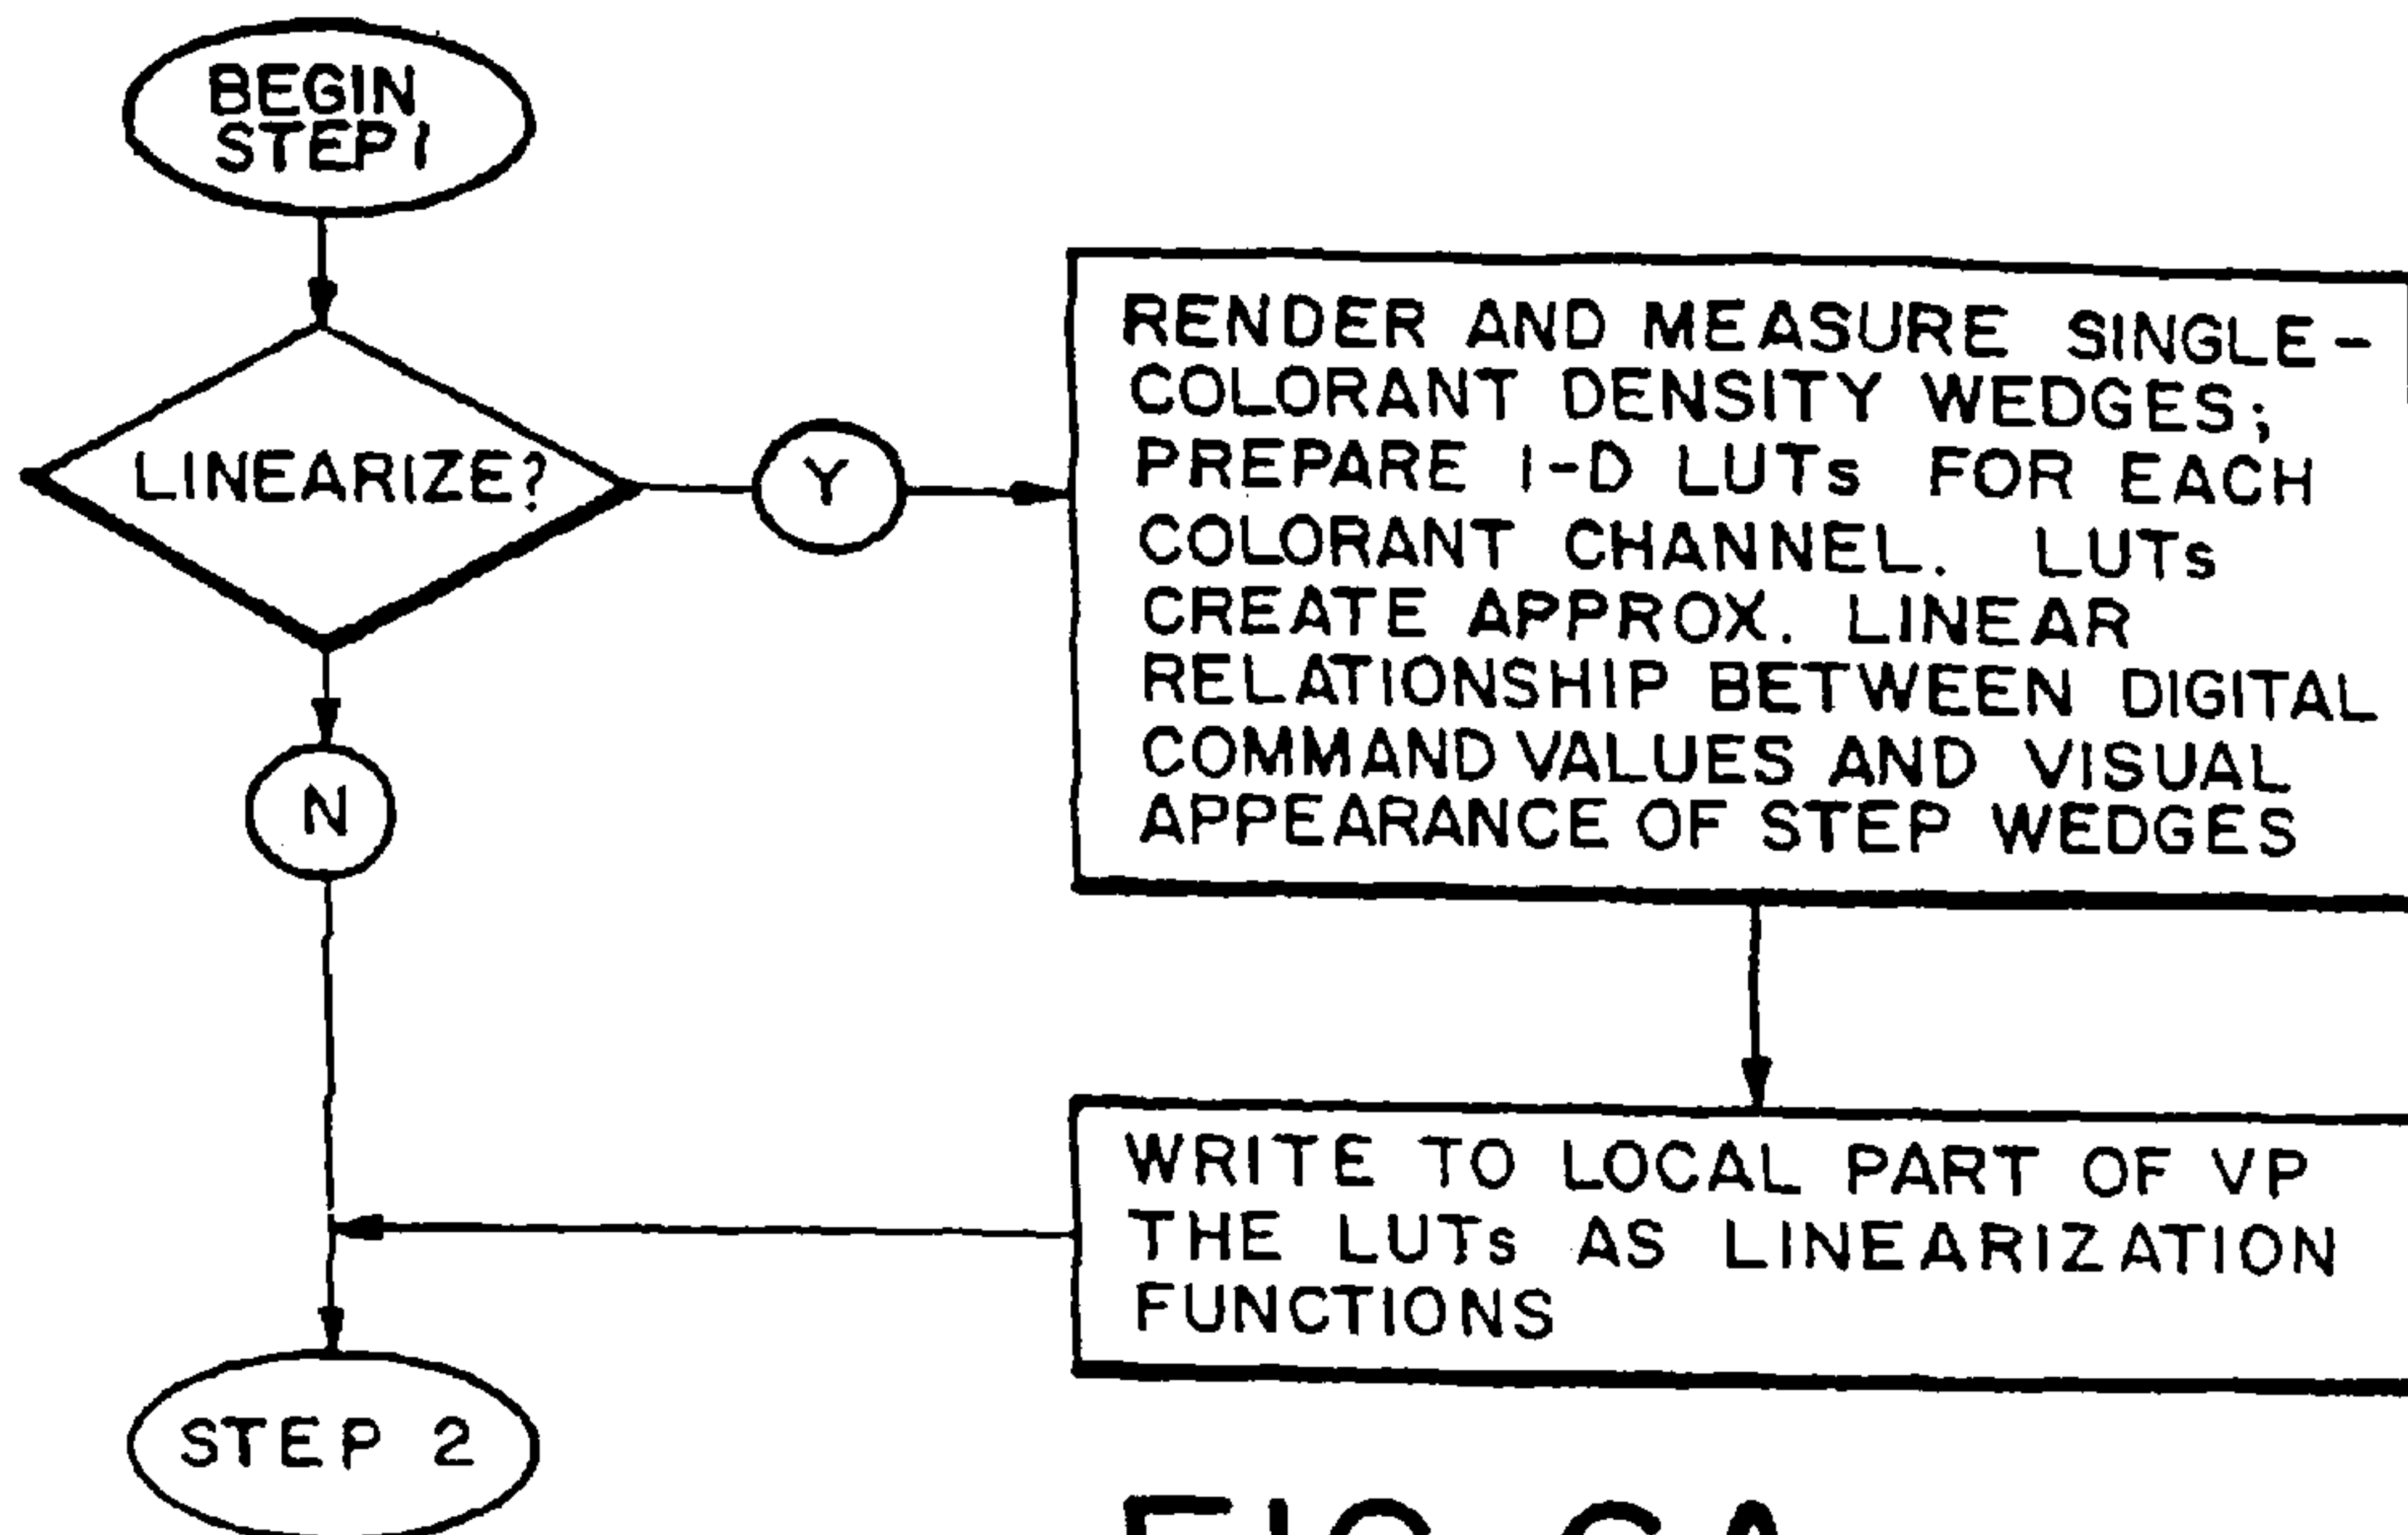 BEGIN
STEP 1
LINEARIZE?
Y
RENDER AND MEASURE SINGLE-
COLORANT DENSITY WEDGES;
PREPARE 1-D LUTs FOR EACH
COLORANT CHANNEL. LUTs
CREATE APPROX. LINEAR
RELATIONSHIP BETWEEN DIGITAL
COMMAND VALUES AND VISUAL
APPEARANCE OF STEP WEDGES
N
WRITE TO LOCAL PART OF VP
THE LUTs AS LINEARIZATION
FUNCTIONS
STEP 2